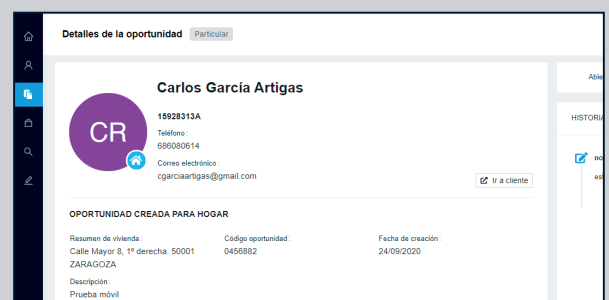 Detalles de la oportunidad Particular
Carlos García Artigas
CR
15928313A
Teléfono:
686080614
Correo electrónico:
cgarciaartigas@gmail.com
Ir a cliente
OPORTUNIDAD CREADA PARA HOGAR
Resumen de vivienda: Código oportunidad: Fecha de creación:
Calle Mayor 8, 1º derecha. 50001 0456882 24/09/2020
ZARAGOZA
Descripción:
Prueba móvil